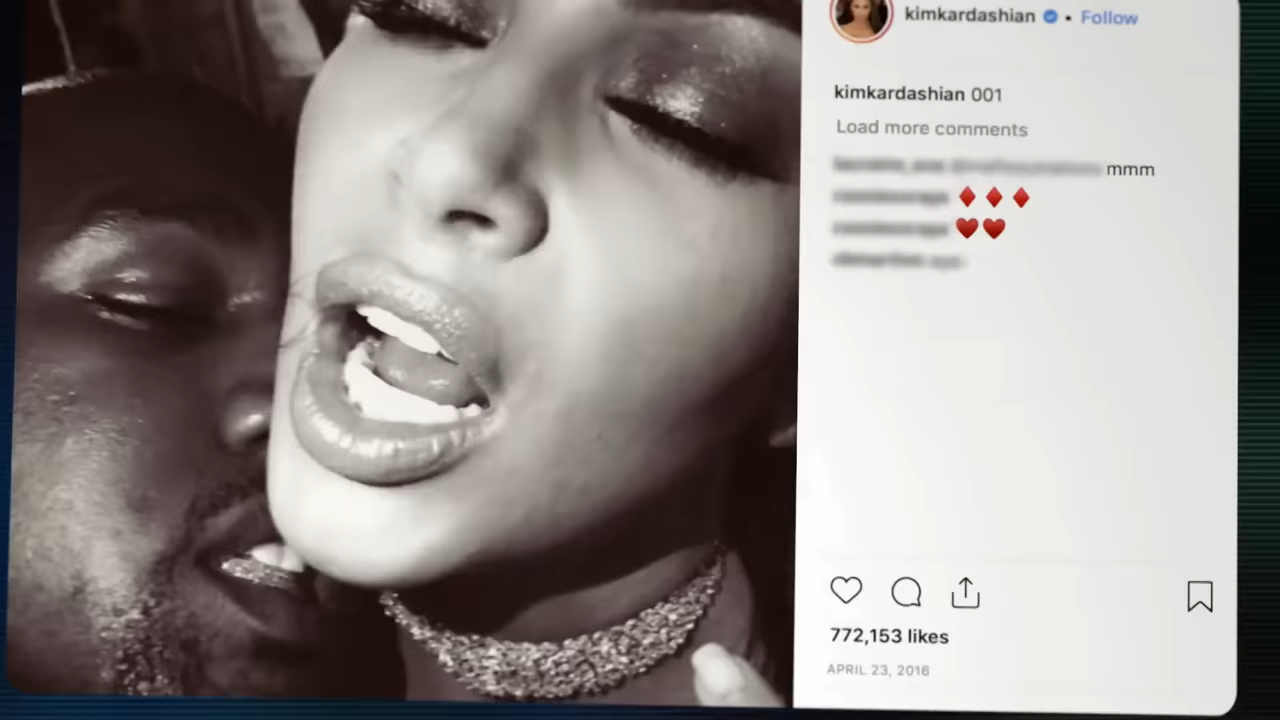 kimkardashian • Follow
kimkardashian 001
Load more comments
mmm
772,153 likes
APRIL 23, 2016